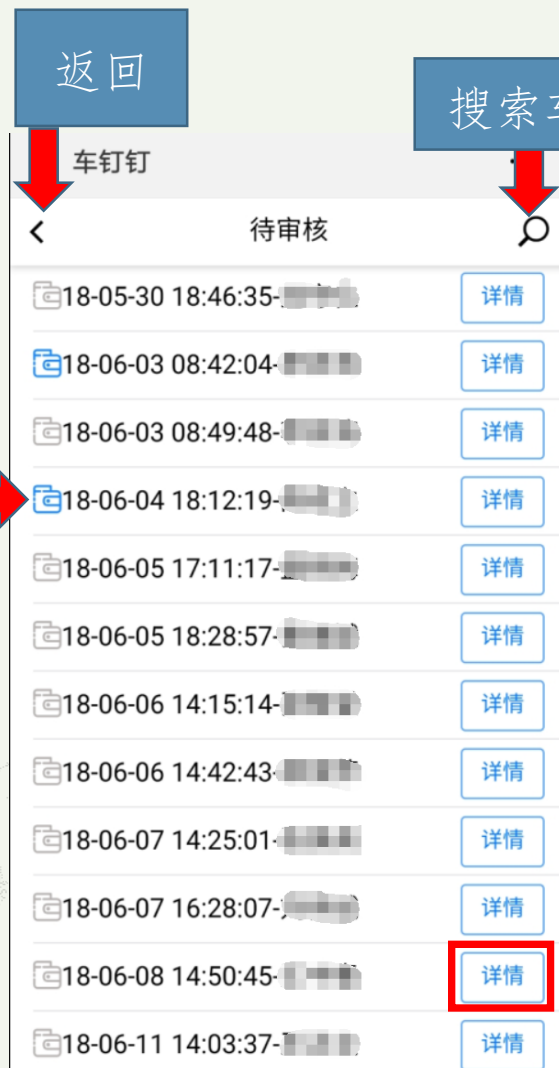 返回
搜索车
车钉钉
待审核
18-05-30 18:46:35- 详情
18-06-03 08:42:04- 详情
18-06-03 08:49:48- 详情
18-06-04 18:12:19- 详情
18-06-05 17:11:17- 详情
18-06-05 18:28:57- 详情
18-06-06 14:15:14- 详情
18-06-06 14:42:43- 详情
18-06-07 14:25:01- 详情
18-06-07 16:28:07- 详情
18-06-08 14:50:45- 详情
18-06-11 14:03:37- 详情